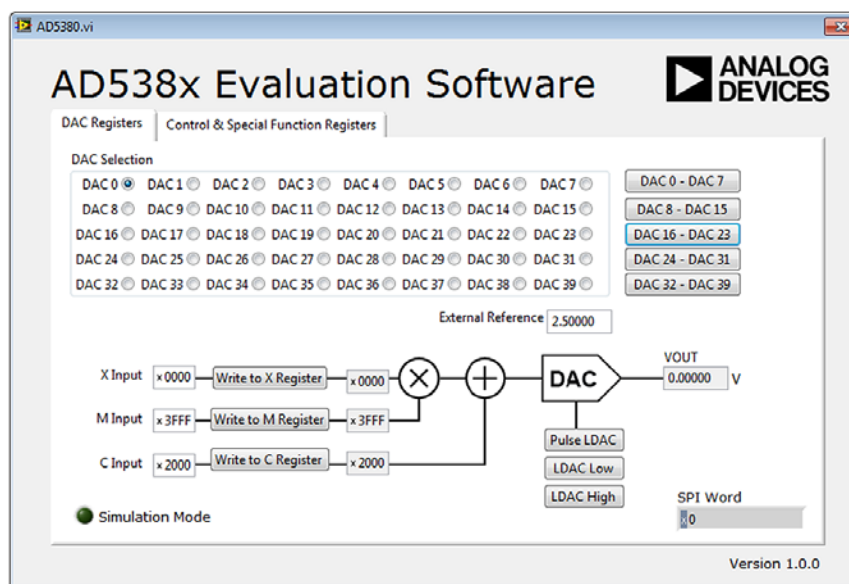 AD5380.vi
AD538x Evaluation Software
ANALOG
DEVICES
DAC Registers Control & Special Function Registers
DAC Selection
DAC 0 DAC 1 DAC 2 DAC 3 DAC 4 DAC 5 DAC 6 DAC 7 DAC 0 - DAC 7
DAC 8 DAC 9 DAC 10 DAC 11 DAC 12 DAC 13 DAC 14 DAC 15 DAC 8 - DAC 15
DAC 16 DAC 17 DAC 18 DAC 19 DAC 20 DAC 21 DAC 22 DAC 23 DAC 16 - DAC 23
DAC 24 DAC 25 DAC 26 DAC 27 DAC 28 DAC 29 DAC 30 DAC 31 DAC 24 - DAC 31
DAC 32 DAC 33 DAC 34 DAC 35 DAC 36 DAC 37 DAC 38 DAC 39 DAC 32 - DAC 39
External Reference 2.50000
VOUT
X Input x 0000 Write to X Register x 0000 DAC 0.00000 V
M Input x 3FFF Write to M Register x 3FFF
Pulse LDAC
C Input x 2000 Write to C Register x 2000
LDAC Low
LDAC High
SPI Word
Simulation Mode
x 0
Version 1.0.0